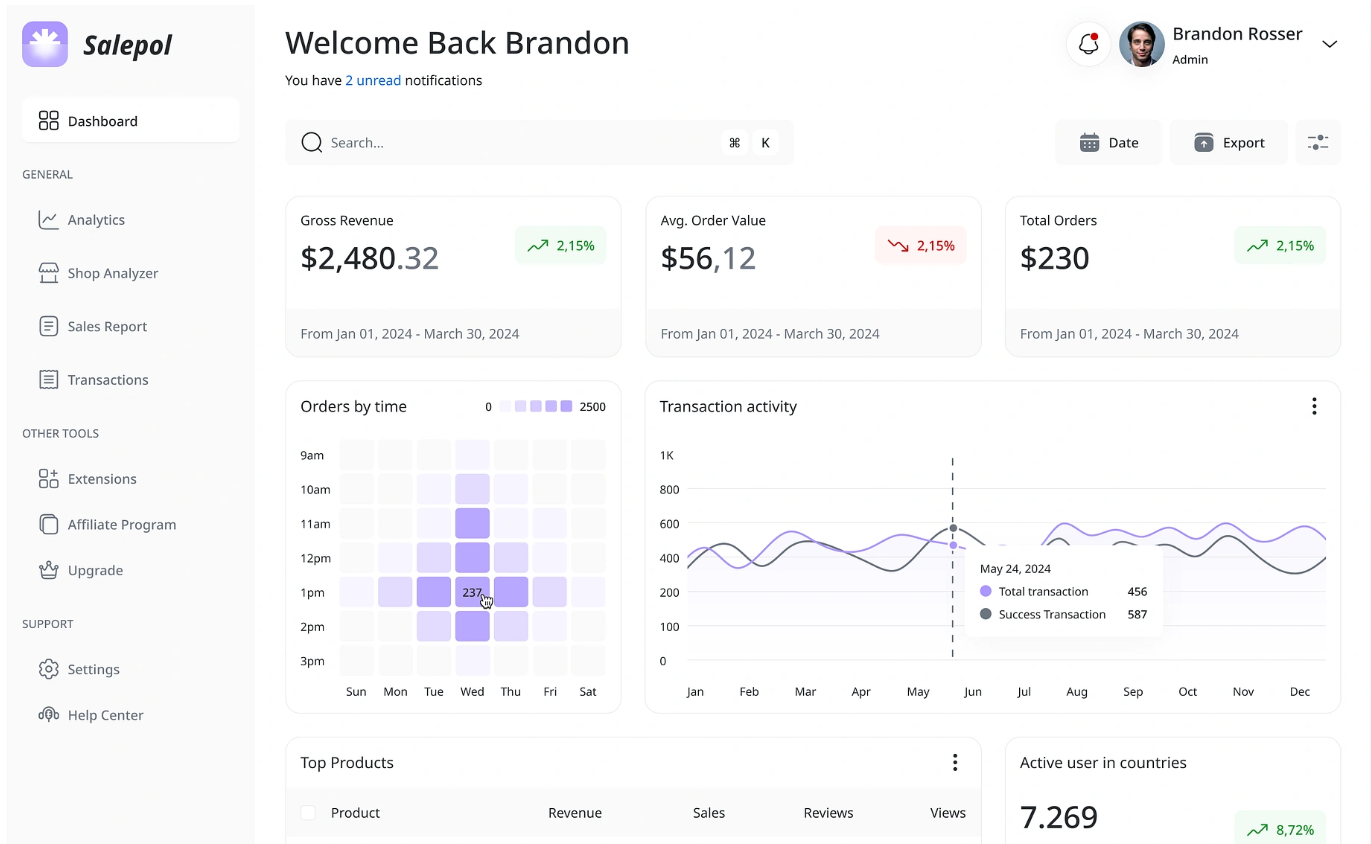 Salepol
Dashboard
GENERAL
Analytics
Shop Analyzer
Sales Report
Transactions
OTHER TOOLS
Extensions
Affiliate Program
Upgrade
SUPPORT
Settings
Help Center
Welcome Back Brandon
You have 2 unread notifications
Brandon Rosser
Admin
Search...
⌘ K
Date
Export
Gross Revenue
$2,480.32
2,15%
From Jan 01, 2024 - March 30, 2024
Avg. Order Value
$56,12
2,15%
From Jan 01, 2024 - March 30, 2024
Total Orders
$230
2,15%
From Jan 01, 2024 - March 30, 2024
Orders by time
0 2500
9am
10am
11am
12pm
1pm
237
2pm
3pm
Sun Mon Tue Wed Thu Fri Sat
Transaction activity
1K
800
600
400
200
100
0
May 24, 2024
Total transaction 456
Success Transaction 587
Jan Feb Mar Apr May Jun Jul Aug Sep Oct Nov Dec
Top Products
Product Revenue Sales Reviews Views
Active user in countries
7.269
8,72%